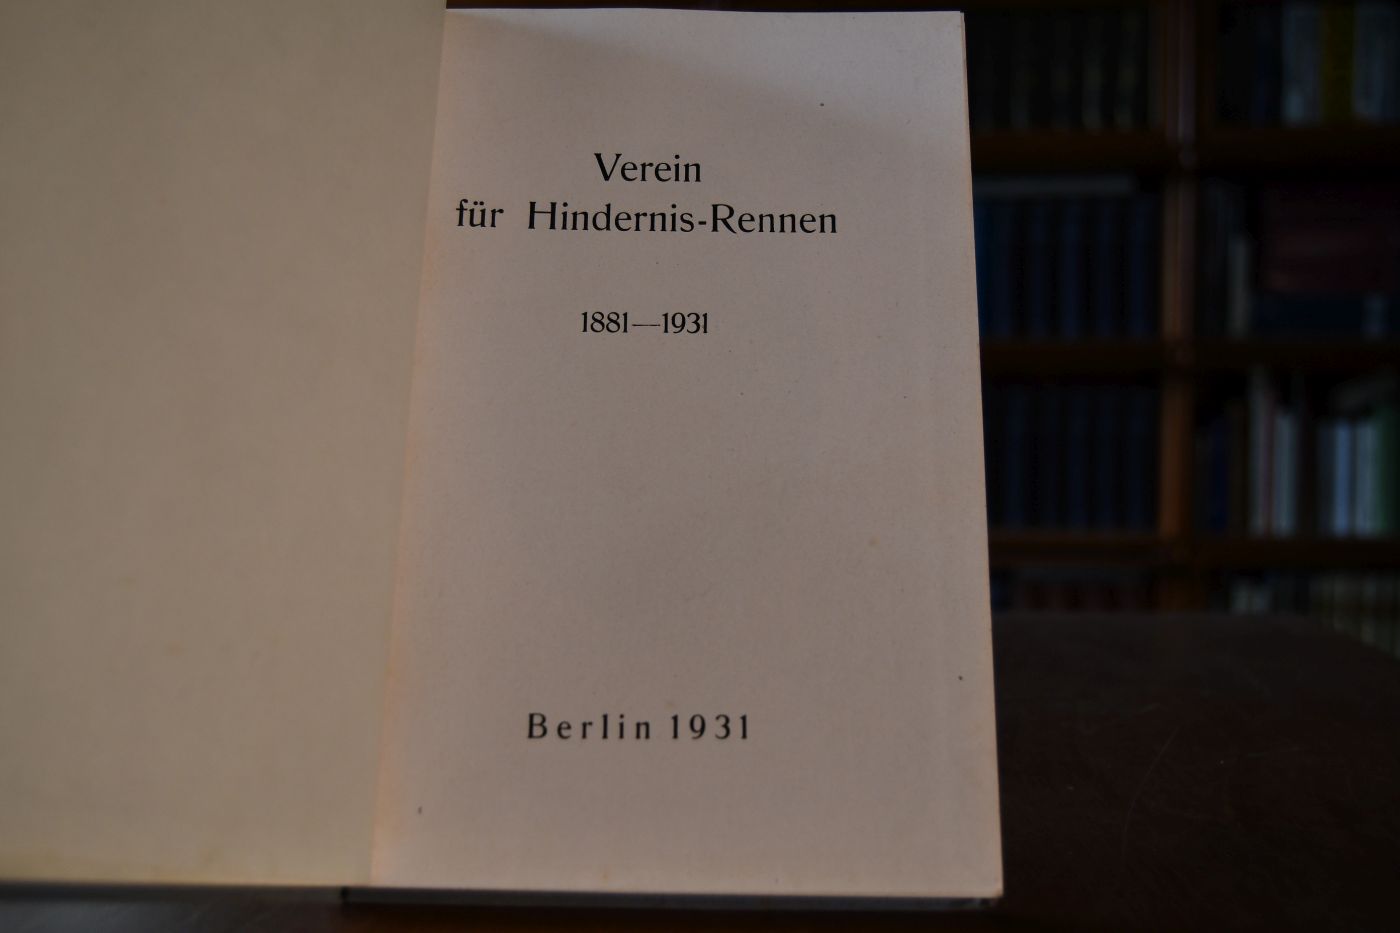 Verein
für Hindernis-Rennen
1881—1931
Berlin 1931